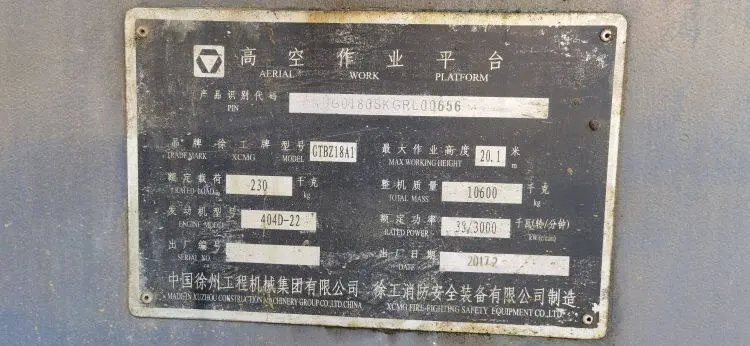 高空作业平台
AERIAL WORK PLATFORM
产品识别代码
PIN 0180SKGRL00656
品牌 徐工牌 型号 GTBZ18A1 最大作业高度 20.1 米
TRADE MARK XCMG MODEL MAX WORKING HEIGHT m
额定载荷 230 千克 整机质量 10600 千克
RATED LOAD kg TOTAL MASS kg
发动机型号 404D-22 额定功率 38/3000 千瓦(转/分钟)
ENGINE MODEL RATED POWER kW(r/min)
出厂编号 出厂日期 2017.2
SERIAL NO. DATE
中国徐州工程机械集团有限公司 徐工消防安全装备有限公司制造
MADE IN XUZHOU CONSTRUCTION MACHINERY GROUP CO.,LTD.CHINA XCMG FIRE-FIGHTING SAFETY EQUIPMENT CO.,LTD